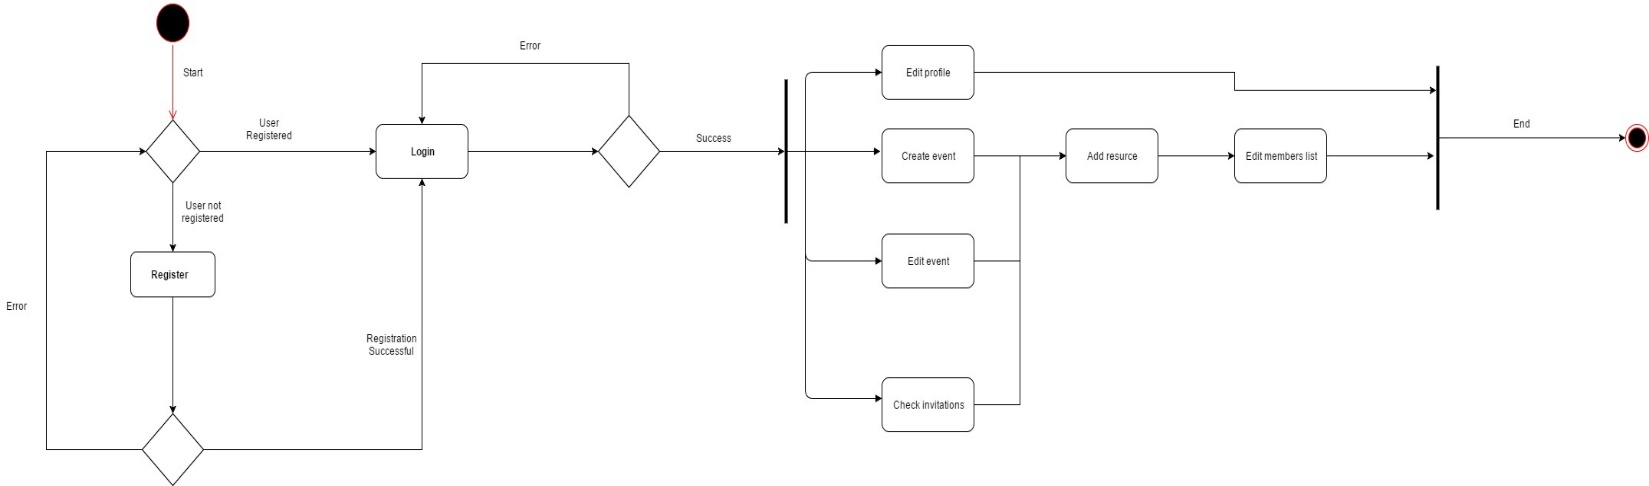 Start
User
Registered
Login
Error
Success
User not
registered
Register
Error
Registration
Successful
Edit profile
Create event
Add resurce
Edit members list
Edit event
Check invitations
End